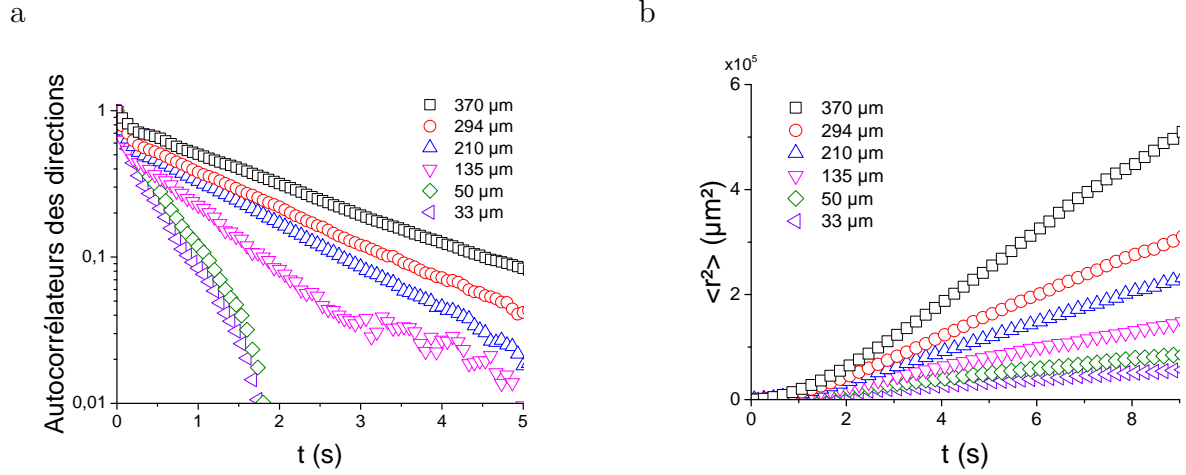 a
Autocorrélateurs des directions
1
0,1
0,01
0
1
2
3
4
5
t (s)
370 µm
294 µm
210 µm
135 µm
50 µm
33 µm
b
x10⁵
<r²> (µm²)
6
4
2
0
0
2
4
6
8
t (s)
370 µm
294 µm
210 µm
135 µm
50 µm
33 µm